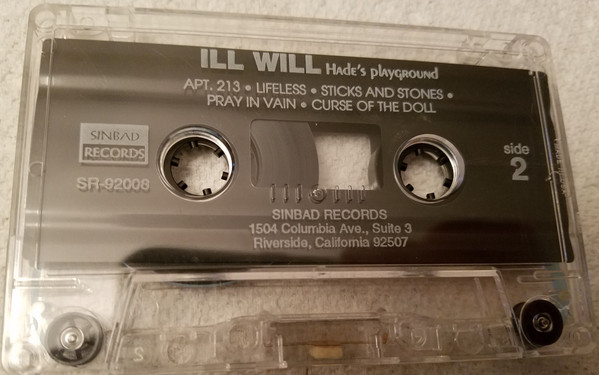 ILL WILL Hade's playground
APT. 213 • LIFELESS • STICKS AND STONES •
PRAY IN VAIN • CURSE OF THE DOLL
SINBAD
RECORDS
SR-92008
side
2
SINBAD RECORDS
1504 Columbia Ave., Suite 3
Riverside, California 92507
2